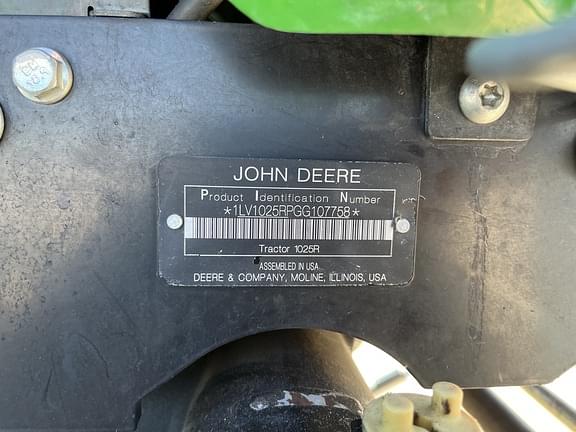 JOHN DEERE
Product Identification Number
*1LV1025RPGG107758*
Tractor 1025R
ASSEMBLED IN USA
DEERE & COMPANY, MOLINE, ILLINOIS, USA